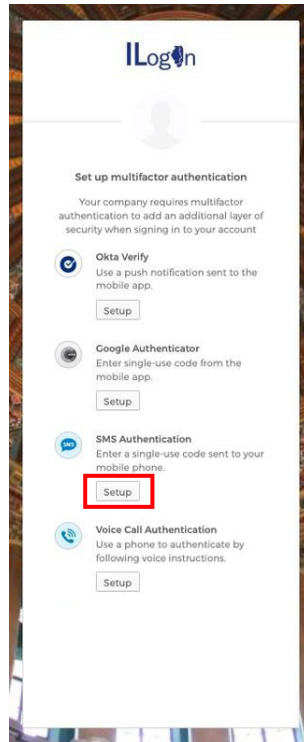 ILogIn
Set up multifactor authentication
Your company requires multifactor
authentication to add an additional layer of
security when signing in to your account
Okta Verify
Use a push notification sent to the
mobile app.
Setup
Google Authenticator
Enter single-use code from the
mobile app.
Setup
SMS
SMS Authentication
Enter a single-use code sent to your
mobile phone.
Setup
Voice Call Authentication
Use a phone to authenticate by
following voice instructions.
Setup